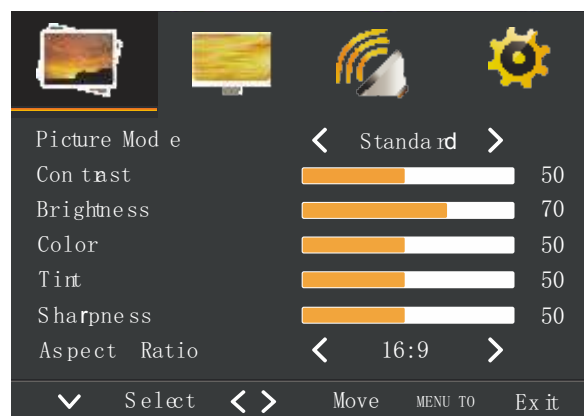 Picture Mode Standard
Contrast 50
Brightness 70
Color 50
Tint 50
Sharpness 50
Aspect Ratio 16:9
Select Move MENU TO Exit